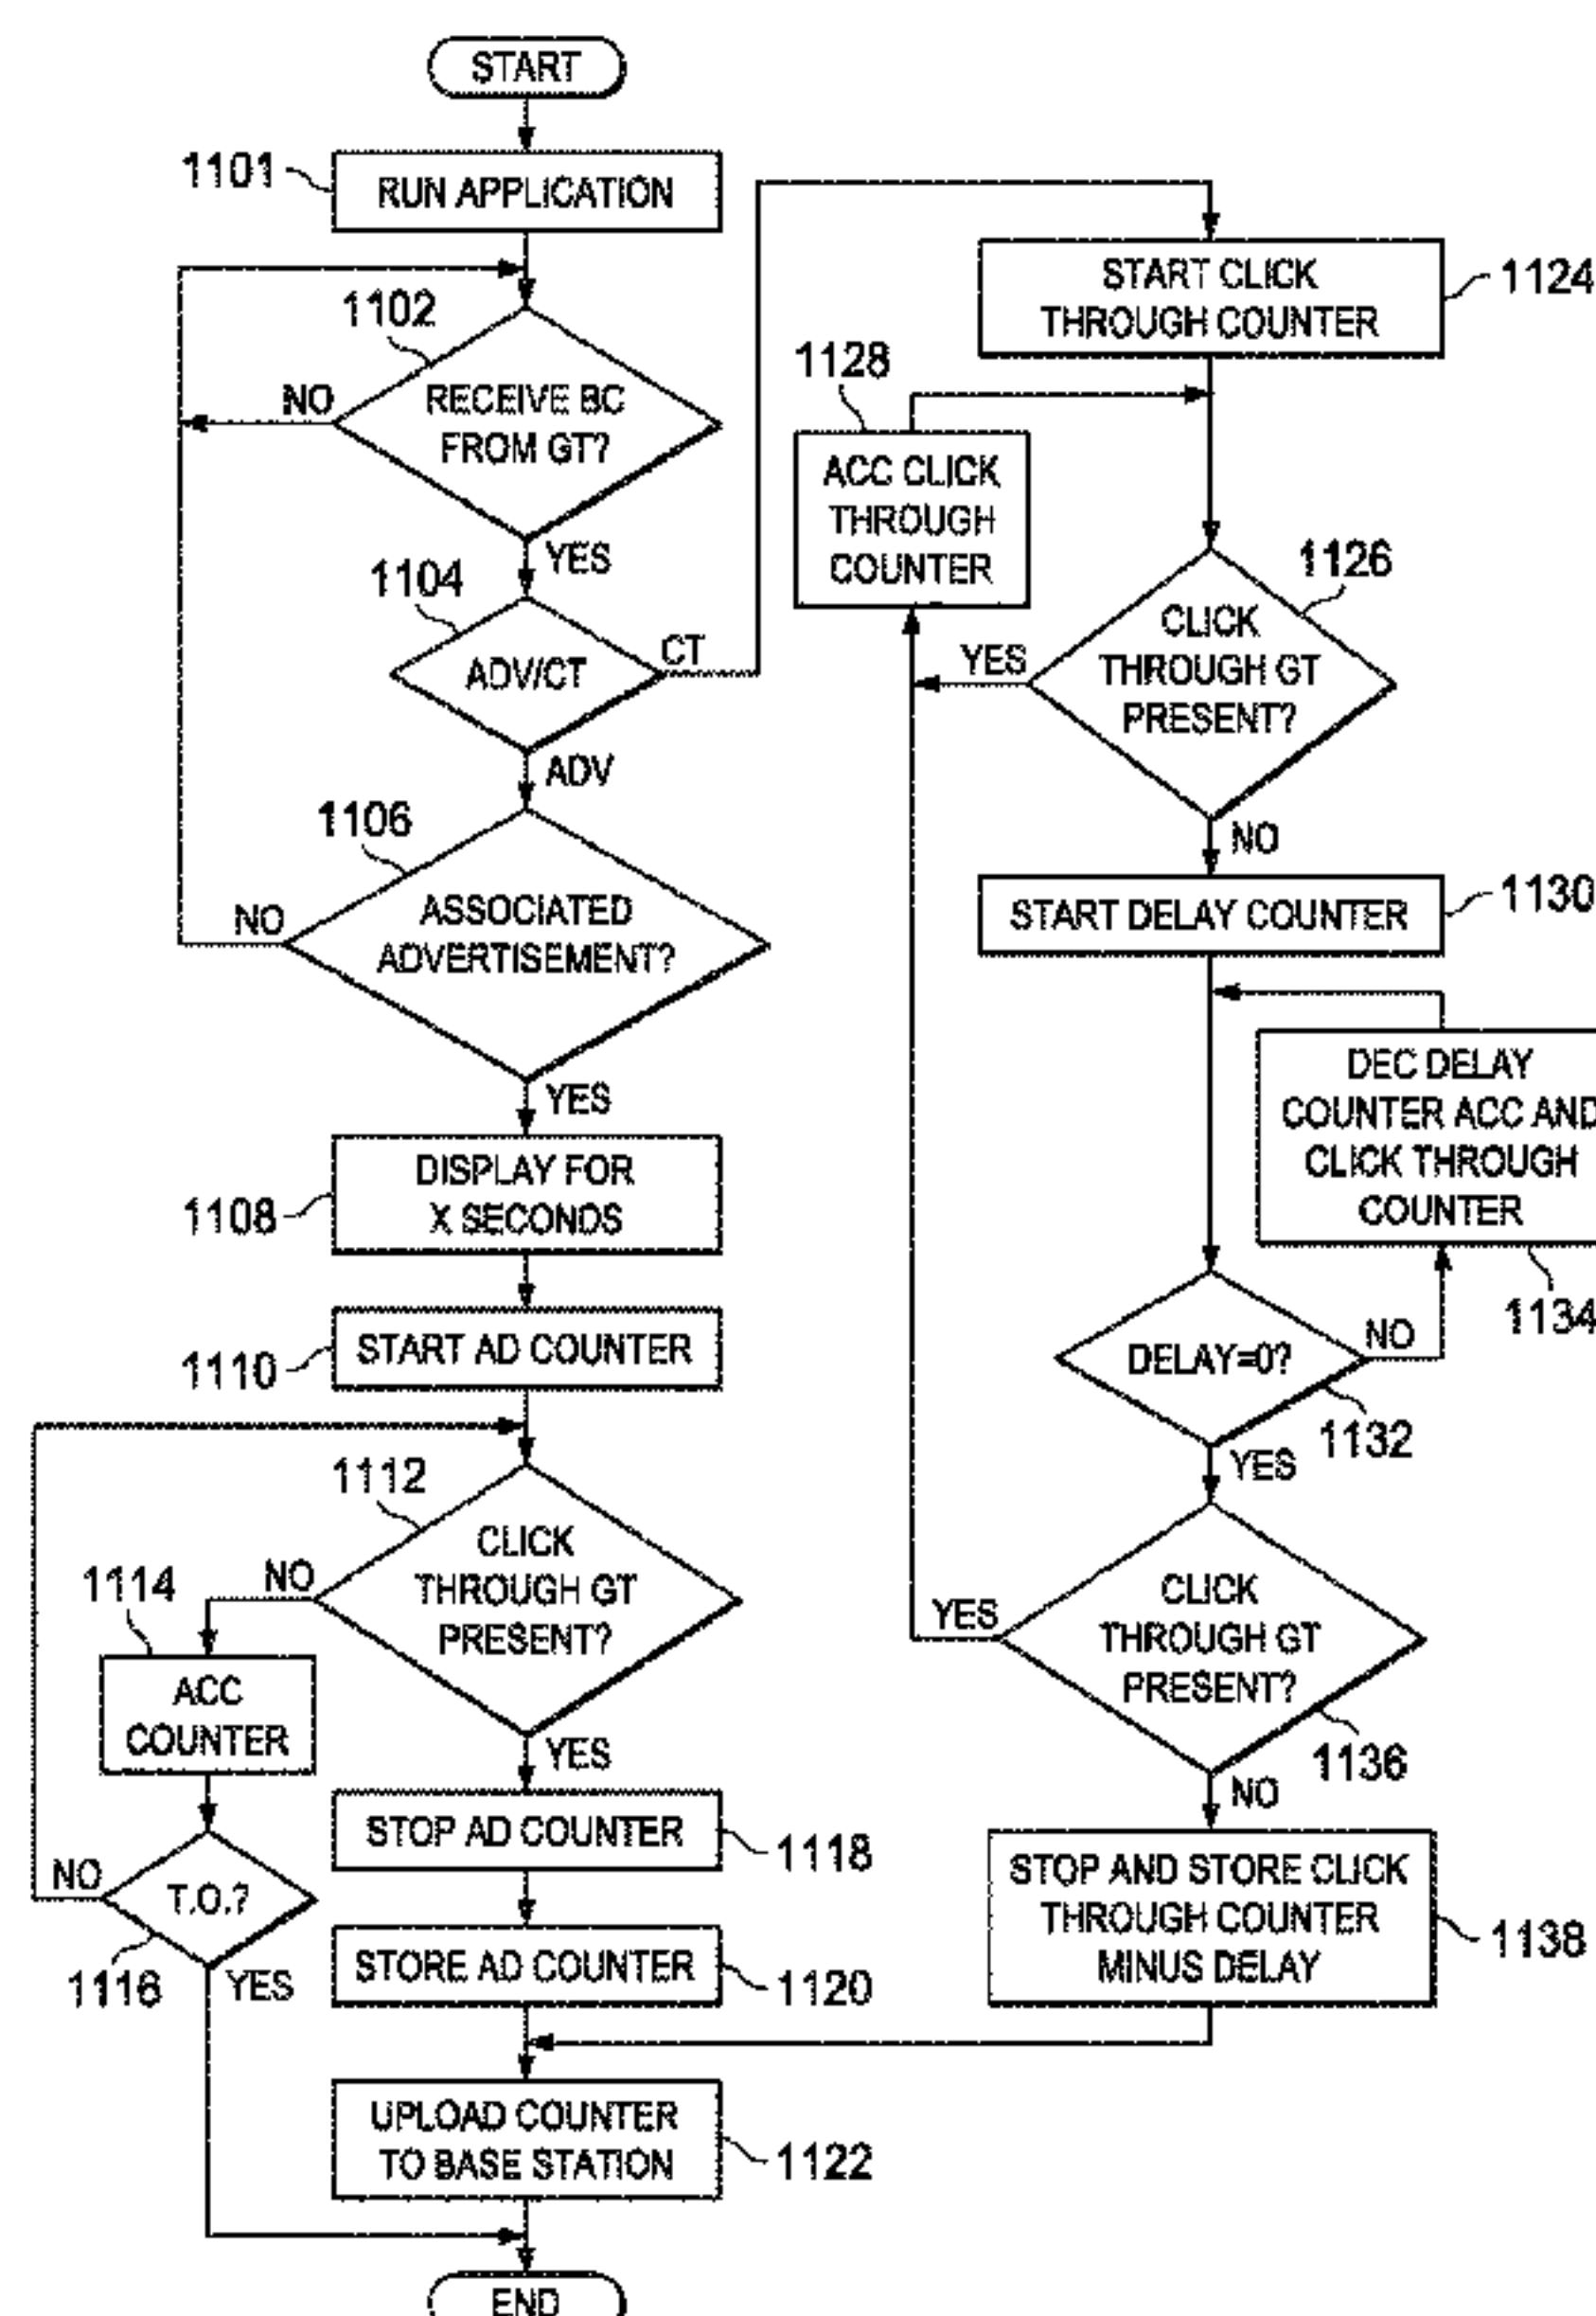 START
1101
RUN APPLICATION
1102
NO
RECEIVE BC
FROM GT?
YES
1104
ADV/CT
CT
ADV
1106
NO
ASSOCIATED
ADVERTISEMENT?
YES
1108
DISPLAY FOR
X SECONDS
1110
START AD COUNTER
1112
NO
CLICK
THROUGH GT
PRESENT?
YES
1114
ACC
COUNTER
NO
T.O.?
1116
YES
STOP AD COUNTER
1118
STORE AD COUNTER
1120
UPLOAD COUNTER
TO BASE STATION
1122
END
START CLICK
THROUGH COUNTER
1124
1128
ACC CLICK
THROUGH
COUNTER
1126
YES
CLICK
THROUGH GT
PRESENT?
NO
START DELAY COUNTER
1130
DEC DELAY
COUNTER ACC AND
CLICK THROUGH
COUNTER
1134
DELAY=0?
NO
1132
YES
YES
CLICK
THROUGH GT
PRESENT?
1136
NO
STOP AND STORE CLICK
THROUGH COUNTER
MINUS DELAY
1138